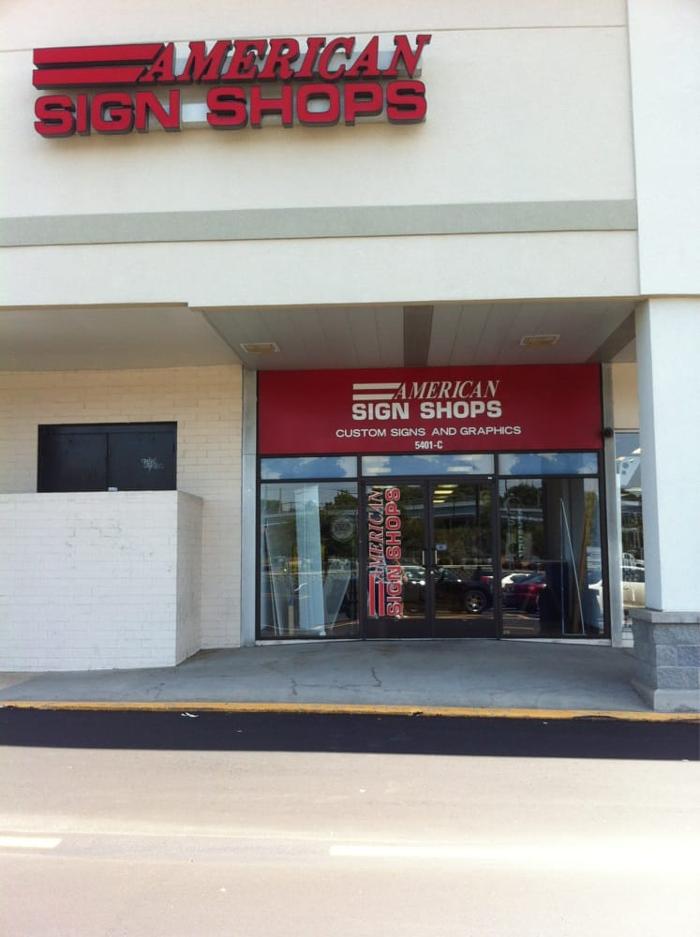 AMERICAN
SIGN SHOPS
AMERICAN
SIGN SHOPS
CUSTOM SIGNS AND GRAPHICS
5401-C
AMERICAN
SIGN SHOPS